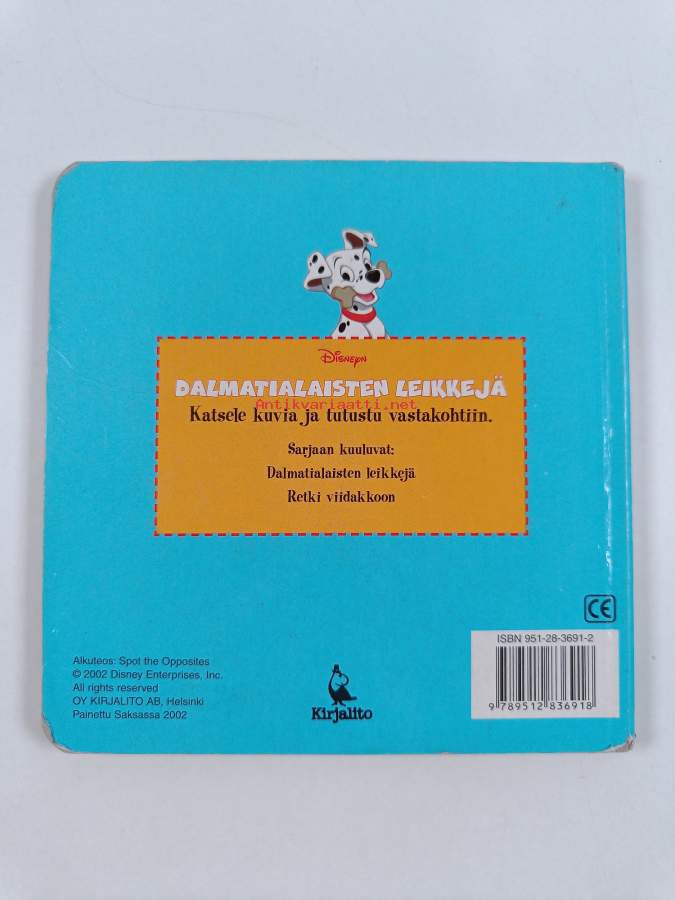 Disneyn
DALMATIALAISTEN LEIKKEJÄ
Antikvariaatti.net
Katsele kuvia ja tutustu vastakohtiin.
Sarjaan kuuluvat:
Dalmatialaisten leikkejä
Retki viidakkoon
CE
ISBN 951-28-3691-2
9 789512 836918
Alkuteos: Spot the Opposites
© 2002 Disney Enterprises, Inc.
All rights reserved
OY KIRJALITO AB, Helsinki
Painettu Saksassa 2002
Kirjalito